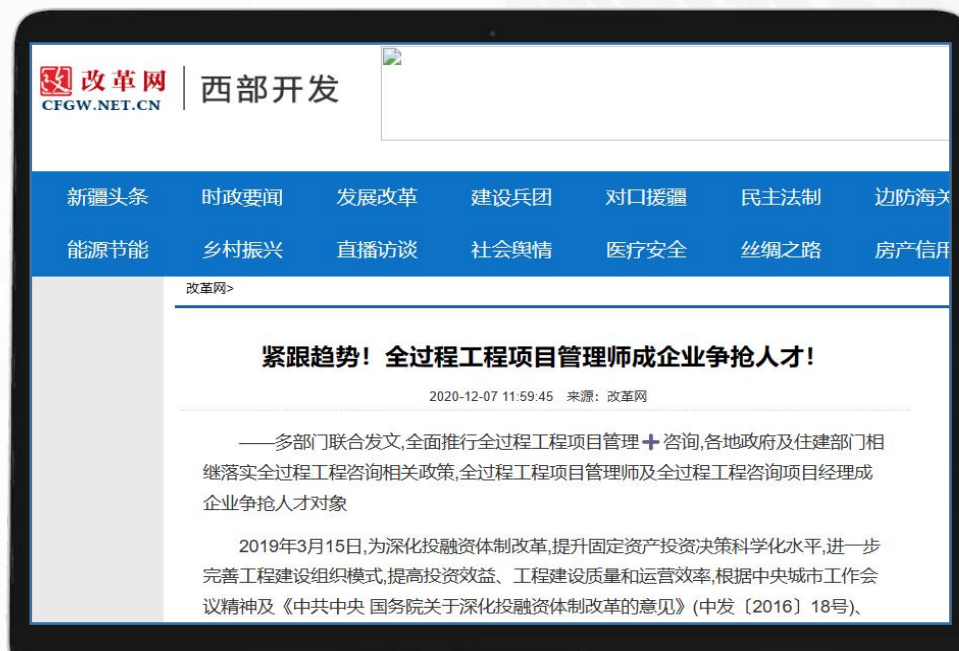 改革网
CFGW.NET.CN
西部开发
新疆头条 时政要闻 发展改革 建设兵团 对口援疆 民主法制 边防海关
能源节能 乡村振兴 直播访谈 社会舆情 医疗安全 丝绸之路 房产信用
改革网>
紧跟趋势！全过程工程项目管理师成企业争抢人才！
2020-12-07 11:59:45 来源：改革网
——多部门联合发文,全面推行全过程工程项目管理➕咨询,各地政府及住建部门相
继落实全过程工程咨询相关政策,全过程工程项目管理师及全过程工程咨询项目经理成
企业争抢人才对象
2019年3月15日,为深化投融资体制改革,提升固定资产投资决策科学化水平,进一步
完善工程建设组织模式,提高投资效益、工程建设质量和运营效率,根据中央城市工作会
议精神及《中共中央 国务院关于深化投融资体制改革的意见》(中发〔2016〕18号)、